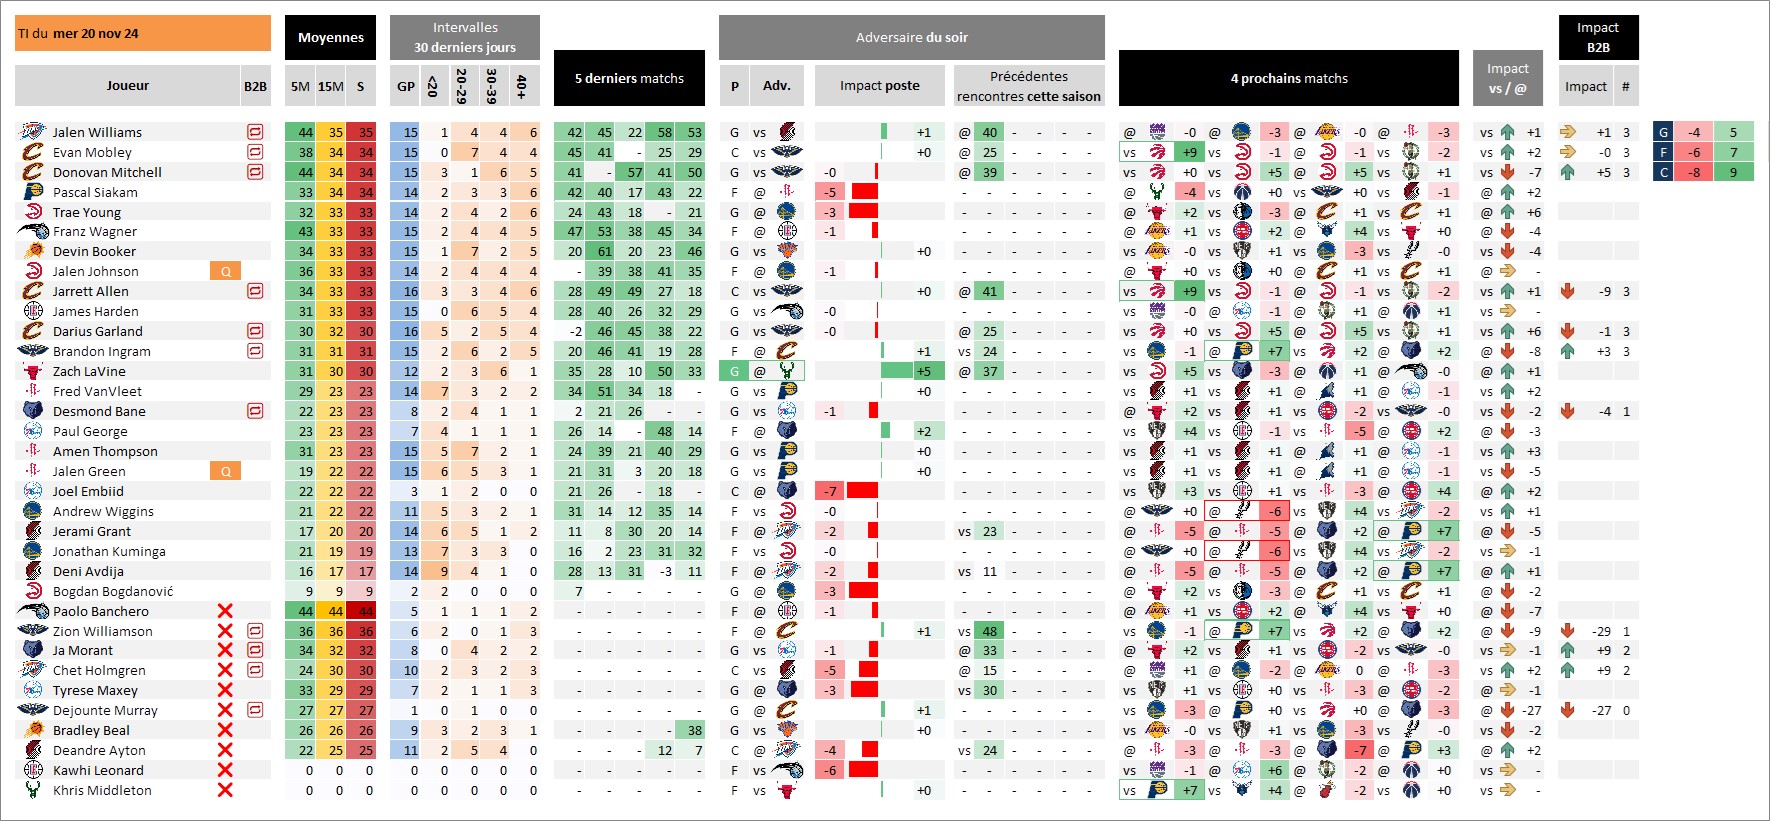 TI du mer 20 nov 24
Moyennes
Intervalles
30 derniers jours
5 derniers matchs
Adversaire du soir
4 prochains matchs
Impact
vs / @
Impact
B2B
Joueur B2B 5M 15M S GP <20 20-29 30-39 40+ P Adv. Impact poste Précédentes rencontres cette saison Impact #
Jalen Williams 44 35 35 15 1 4 4 6 42 45 22 58 53 G vs +1 @ 40 - - - - @ -0 @ -3 @ -0 @ -3 vs +1 +1 3 G -4 5
Evan Mobley 38 34 34 15 0 7 4 4 45 41 - 25 29 C vs +0 @ 25 - - - - vs +9 vs -1 @ -1 vs -2 vs +2 -0 3 F -6 7
Donovan Mitchell 44 34 34 15 3 1 6 5 41 - 57 41 50 G vs -0 @ 39 - - - - vs +0 vs +5 @ +5 vs +1 vs -7 +5 3 C -8 9
Pascal Siakam 33 34 34 14 2 3 3 6 42 40 17 43 22 F @ -5 - - - - - @ -4 vs +0 vs +0 vs -1 @ +2
Trae Young 32 33 33 14 2 4 2 6 24 43 18 - 21 G @ -3 - - - - - @ +2 vs -3 @ +1 vs +1 @ +6
Franz Wagner 43 33 33 15 2 4 4 5 47 53 38 45 34 F @ -1 - - - - - @ +1 vs +2 @ +4 vs +0 @ -4
Devin Booker 34 33 33 15 1 7 2 5 20 61 20 23 46 G vs +0 - - - - - vs -0 vs +1 vs -3 vs -0 vs -4
Jalen Johnson Q 36 33 33 14 2 4 4 4 - 39 38 41 35 F @ -1 - - - - - @ +0 vs +0 @ +1 vs +1 @ -
Jarrett Allen 34 33 33 16 3 3 4 6 28 49 49 27 18 C vs +0 @ 41 - - - - vs +9 vs -1 @ -1 vs -2 vs +1 -9 3
James Harden 31 33 33 15 0 6 5 4 28 40 26 32 29 G vs -0 - - - - - vs -0 @ -1 @ +1 @ +1 vs -
Darius Garland 30 32 30 16 5 2 5 4 -2 46 45 38 22 G vs -0 @ 25 - - - - vs +0 vs +5 @ +5 vs +1 vs +6 -1 3
Brandon Ingram 31 31 31 15 2 6 2 5 20 46 41 19 28 F @ +1 vs 24 - - - - vs -1 @ +7 vs +2 @ +2 @ -8 +3 3
Zach LaVine 31 30 30 12 2 3 6 1 35 28 10 50 33 G @ +5 @ 37 - - - - vs +5 vs -3 @ +1 @ -0 @ +1
Fred VanVleet 29 23 23 14 7 3 2 2 34 51 34 18 - G vs +0 - - - - - vs +1 vs +1 @ +1 @ -1 vs +1
Desmond Bane 22 23 23 8 2 4 1 1 2 21 26 - - G vs -1 - - - - - @ +2 vs +1 vs -2 vs -0 vs -2 -4 1
Paul George 23 23 23 7 4 1 1 1 26 14 - 48 14 F @ +2 - - - - - vs +4 vs -1 vs -5 @ +2 @ -3
Amen Thompson 31 23 23 15 5 7 2 1 24 39 21 40 29 G vs +0 - - - - - vs +1 vs +1 @ +1 @ -1 vs +3
Jalen Green Q 19 22 22 15 6 5 3 1 21 31 3 20 18 G vs +0 - - - - - vs +1 vs +1 @ +1 @ -1 vs -5
Joel Embiid 22 22 22 3 1 2 0 0 21 26 - 18 - C @ -7 - - - - - vs +3 vs +1 vs -3 @ +4 @ +2
Andrew Wiggins 21 22 22 11 5 3 2 1 31 14 12 35 14 F vs -0 - - - - - @ +0 @ -6 vs +4 vs -2 vs +1
Jerami Grant 17 20 20 14 6 5 2 1 11 8 30 20 14 F @ -2 vs 23 - - - - @ -5 @ -5 @ +2 @ +7 @ -5
Jonathan Kuminga 21 19 19 13 7 3 3 0 16 2 23 31 32 F vs -0 - - - - - @ +0 @ -6 vs +4 vs -2 vs -1
Deni Avdija 16 17 17 14 9 4 1 0 28 13 31 -3 11 F @ -2 vs 11 - - - - @ -5 @ -5 @ +2 @ +7 @ +1
Bogdan Bogdanović 9 9 9 2 2 0 0 0 7 - - - - G @ -3 - - - - - @ +2 vs -3 @ +1 vs +1 @ -2
Paolo Banchero 44 44 44 5 1 1 1 2 - - - - - F @ -1 - - - - - @ +1 vs +2 @ +4 vs +0 @ -7
Zion Williamson 36 36 36 6 2 0 1 3 - - - - - F @ +1 vs 48 - - - - vs -1 @ +7 vs +2 @ +2 @ -9 -29 1
Ja Morant 34 32 32 8 0 4 2 2 - - - - - G vs -1 @ 33 - - - - @ +2 vs +1 vs -2 vs -0 vs -1 +9 2
Chet Holmgren 24 30 30 10 3 2 3 2 - - - - - C vs -5 @ 15 - - - - @ +1 @ -2 @ 0 @ -3 vs +2 +9 2
Tyrese Maxey 33 29 29 7 2 1 1 3 - - - - - G @ -3 vs 30 - - - - vs +1 vs +0 vs -3 @ -2 @ -1
Dejounte Murray 27 27 27 1 0 1 0 0 - - - - - G @ +1 - - - - - vs -3 @ +0 vs +0 @ -3 @ -27 -27 0
Bradley Beal 26 26 26 9 3 2 3 1 - - - - 38 G vs +0 - - - - - vs -0 vs +1 vs -3 vs -0 vs -2
Deandre Ayton 22 25 25 11 2 5 4 0 - - - 12 7 C @ -4 vs 24 - - - - @ -3 @ -3 @ -7 @ +3 @ +2
Kawhi Leonard 0 0 0 0 0 0 0 0 - - - - - F vs -6 - - - - - vs -1 @ +6 @ -2 @ +0 vs -
Khris Middleton 0 0 0 0 0 0 0 0 - - - - - F vs +0 - - - - - vs +7 vs +4 @ -2 vs +0 vs -